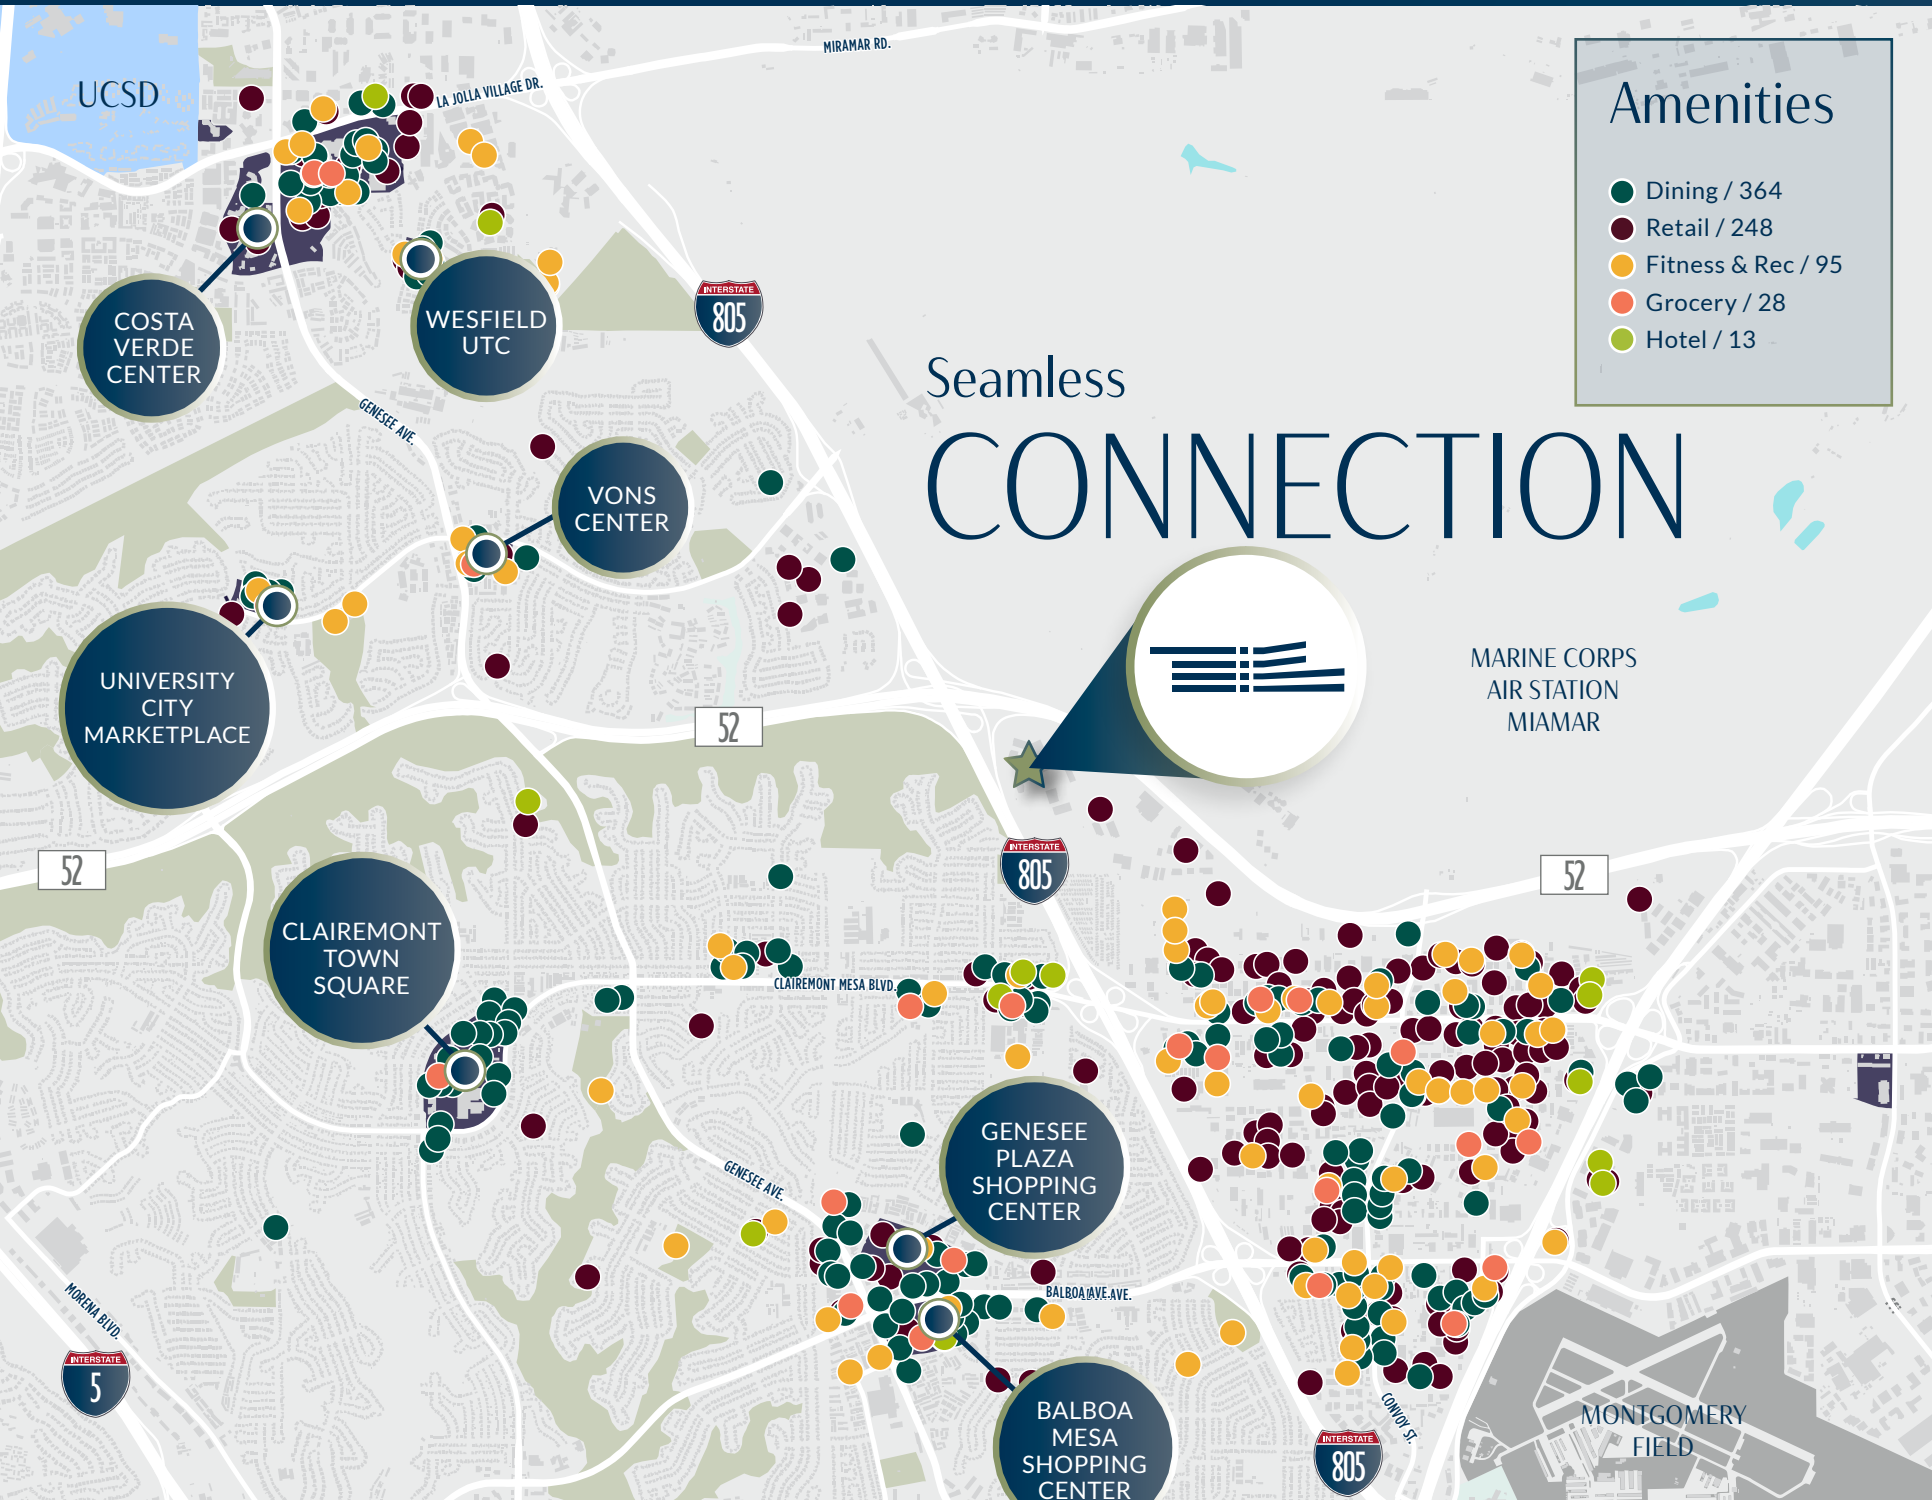 MIRAMAR RD.
UCSD
LA JOLLA VILLAGE DR.
Amenities
Dining / 364
Retail / 248
Fitness & Rec / 95
Grocery / 28
Hotel / 13
COSTA
VERDE
CENTER
WESFIELD
UTC
INTERSTATE
805
Seamless
CONNECTION
GENESEE AVE.
VONS
CENTER
UNIVERSITY
CITY
MARKETPLACE
MARINE CORPS
AIR STATION
MIAMAR
52
52
INTERSTATE
805
52
CLAIREMONT
TOWN
SQUARE
CLAIREMONT MESA BLVD.
GENESEE
PLAZA
SHOPPING
CENTER
GENESEE AVE.
BALBOA AVE.AVE.
MORENA BLVD.
INTERSTATE
5
BALBOA
MESA
SHOPPING
CENTER
CONVOY ST.
INTERSTATE
805
MONTGOMERY
FIELD